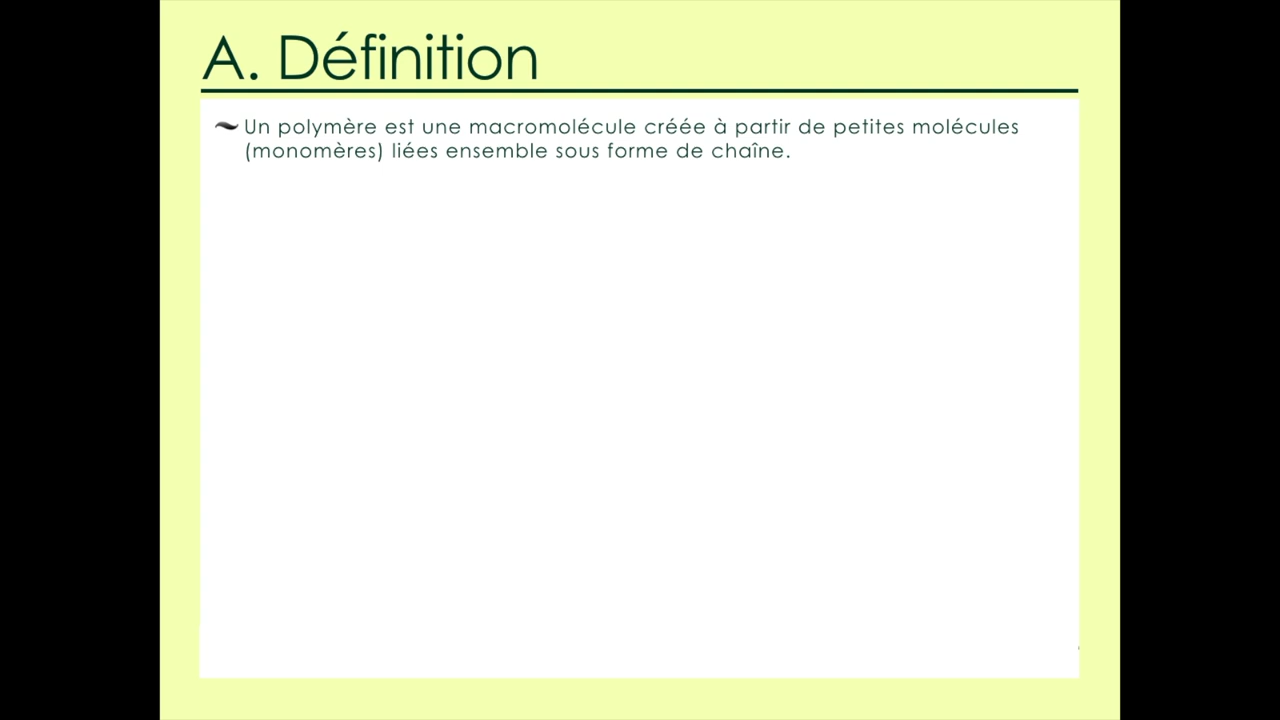 A. Définition
Un polymère est une macromolécule créée à partir de petites molécules
(monomères) liées ensemble sous forme de chaîne.